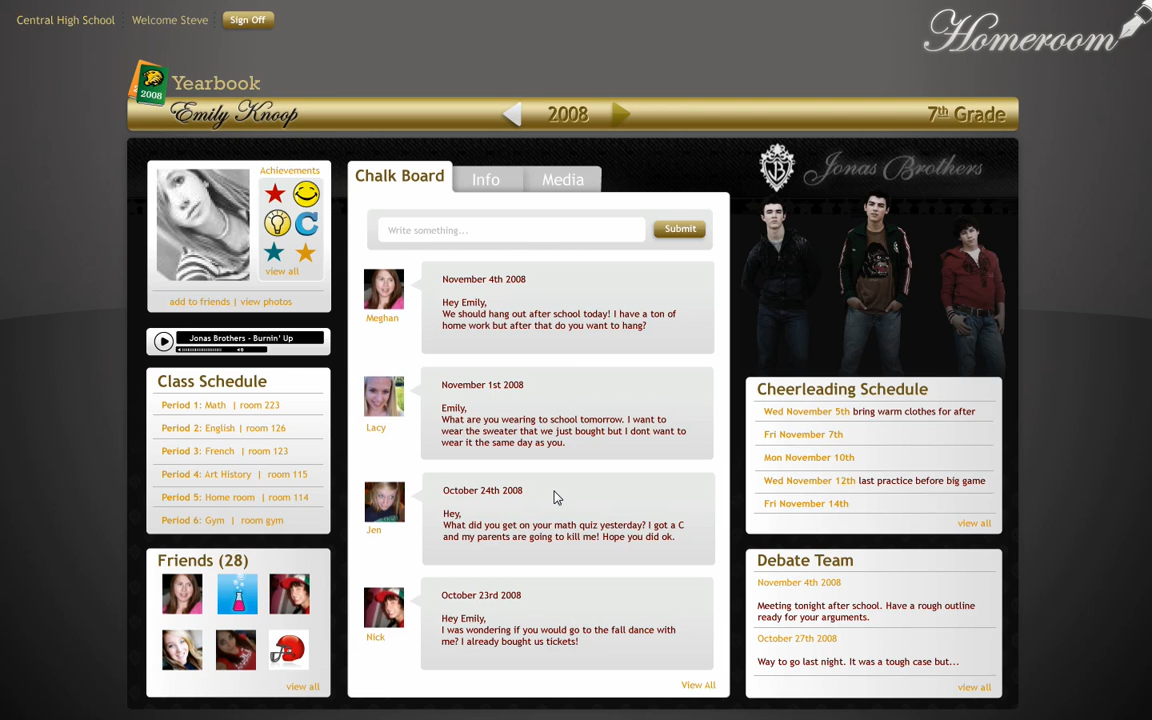 Central High School
Welcome Steve
Sign Off
Homeroom
2008
Yearbook
Emily Knoop
2008
7th Grade
Achievements
view all
add to friends | view photos
Jonas Brothers - Burnin' Up
Class Schedule
Period 1: Math | room 223
Period 2: English | room 126
Period 3: French | room 123
Period 4: Art History | room 115
Period 5: Home room | room 114
Period 6: Gym | room gym
Friends (28)
view all
Chalk Board
Info
Media
Write something...
Submit
Meghan
November 4th 2008
Hey Emily,
We should hang out after school today! I have a ton of
home work but after that do you want to hang?
Lacy
November 1st 2008
Emily,
What are you wearing to school tomorrow. I want to
wear the sweater that we just bought but I dont want to
wear it the same day as you.
Jen
October 24th 2008
Hey,
What did you get on your math quiz yesterday? I got a C
and my parents are going to kill me! Hope you did ok.
Nick
October 23rd 2008
Hey Emily,
I was wondering if you would go to the fall dance with
me? I already bought us tickets!
View All
Jonas Brothers
Cheerleading Schedule
Wed November 5th bring warm clothes for after
Fri November 7th
Mon November 10th
Wed November 12th last practice before big game
Fri November 14th
view all
Debate Team
November 4th 2008
Meeting tonight after school. Have a rough outline
ready for your arguments.
October 27th 2008
Way to go last night. It was a tough case but...
view all